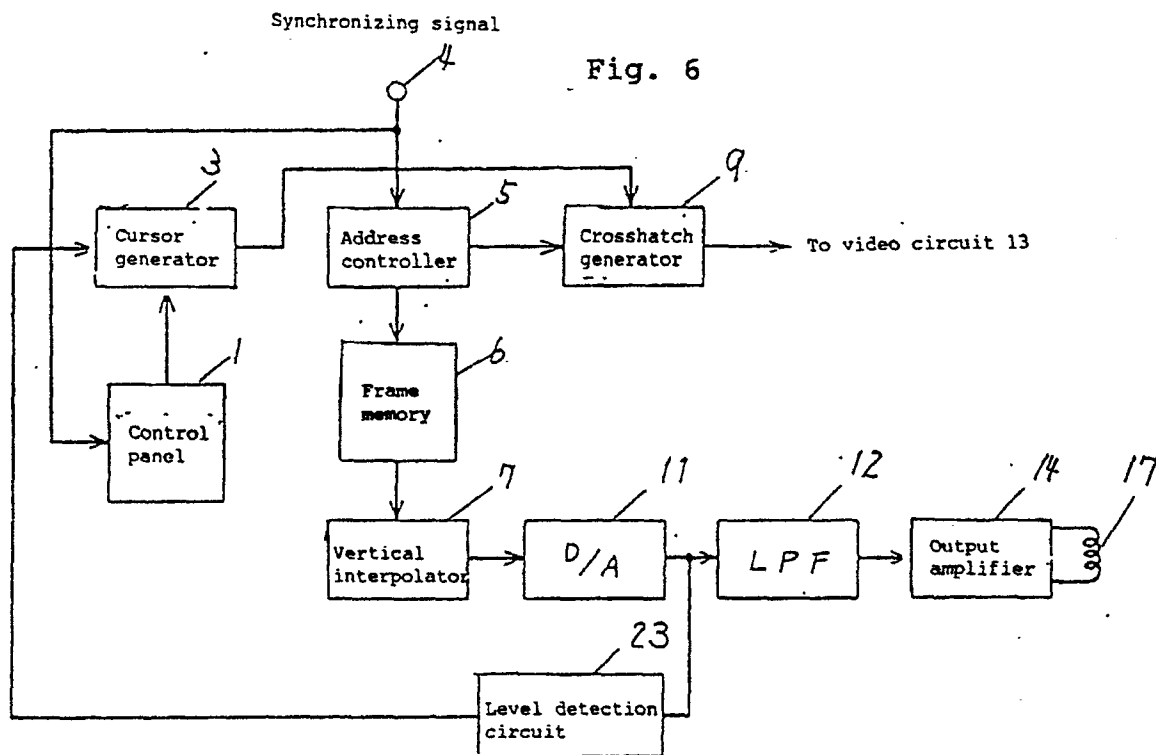 Synchronizing signal
4
Fig. 6
3
5
9
Cursor
generator
Address
controller
Crosshatch
generator
To video circuit 13
1
6
Control
panel
Frame
memory
7
11
12
14
17
Vertical
interpolator
D/A
LPF
Output
amplifier
23
Level detection
circuit